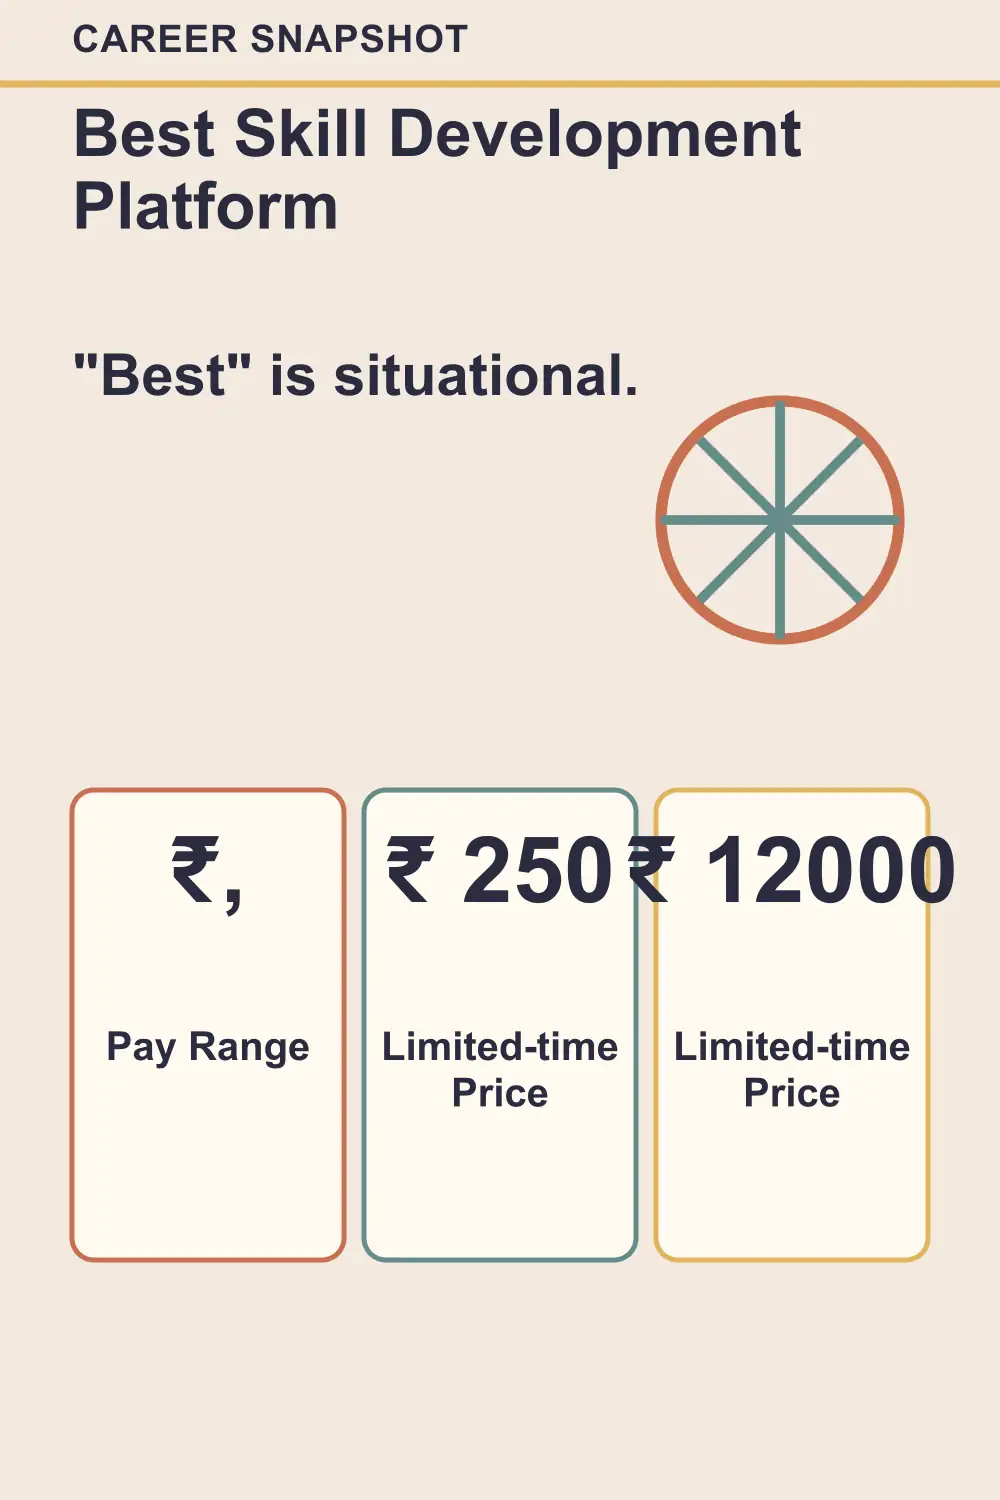 CAREER SNAPSHOT
Best Skill Development
Platform
"Best" is situational.
₹,
Pay Range
₹ 250
Limited-time
Price
₹ 12000
Limited-time
Price